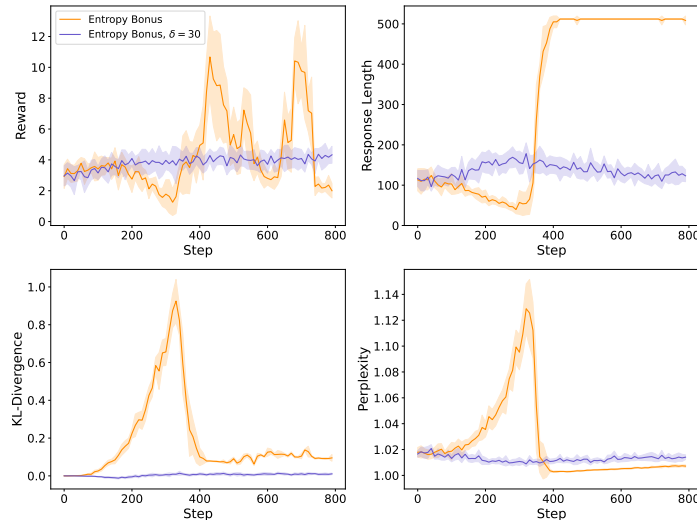 Entropy Bonus
Entropy Bonus, δ = 30
Reward
12
10
8
6
4
2
0
0 200 400 600 800
Step
Response Length
500
400
300
200
100
0
0 200 400 600 800
Step
KL-Divergence
1.0
0.8
0.6
0.4
0.2
0.0
0 200 400 600 800
Step
Perplexity
1.14
1.12
1.10
1.08
1.06
1.04
1.02
1.00
0 200 400 600 800
Step